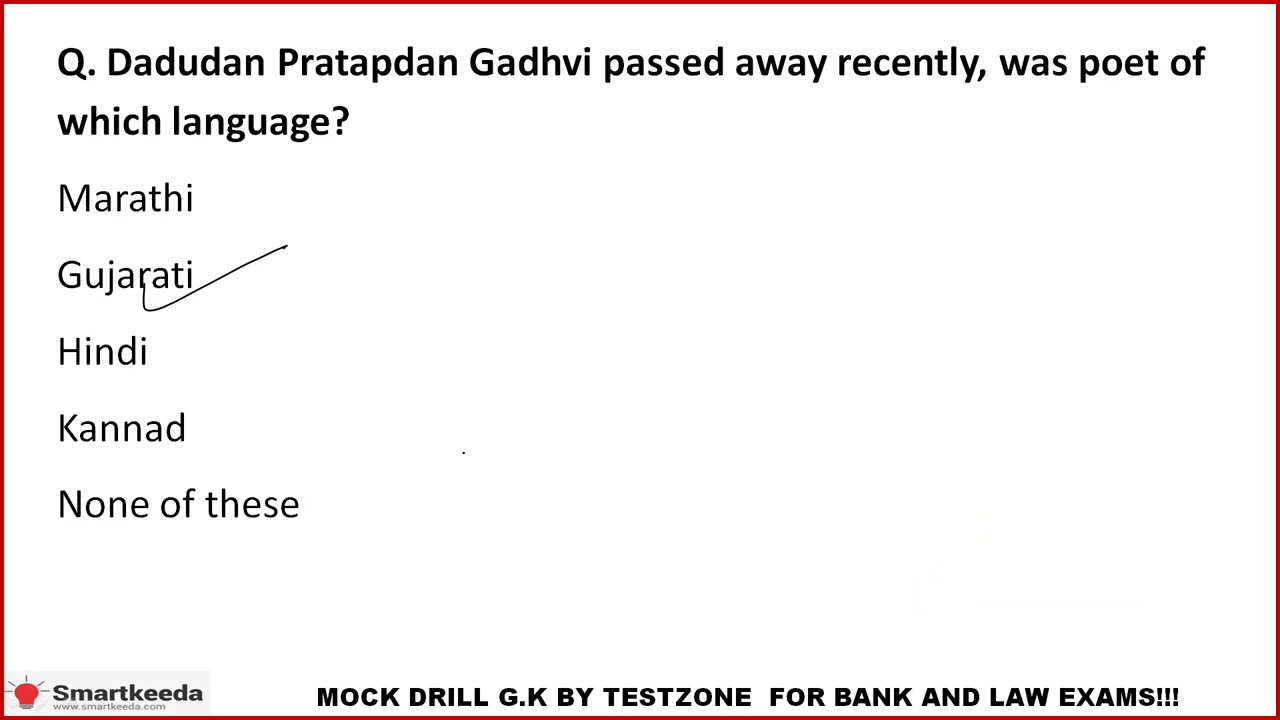 Q. Dadudan Pratapdan Gadhvi passed away recently, was poet of
which language?
Marathi
Gujarati
Hindi
Kannad
None of these
Smartkeeda
www.smartkeeda.com
MOCK DRILL G.K BY TESTZONE FOR BANK AND LAW EXAMS!!!